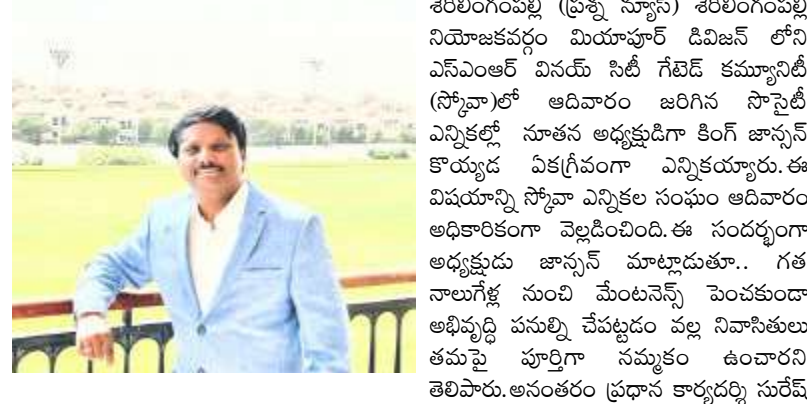 శేరిలింగంపల్లి (ప్రశ్న న్యూస్) శేరిలింగంపల్లి
నియోజకవర్గం మియాపూర్ డివిజన్ లోని
ఎస్ఎంఆర్ వినయ్ సిటీ గేటెడ్ కమ్యూనిటీ
(స్కోవా)లో ఆదివారం జరిగిన సొసైటీ
ఎన్నికల్లో నూతన అధ్యక్షుడిగా కింగ్ జాన్సన్
కొయ్యడ ఏకగ్రీవంగా ఎన్నికయ్యారు.ఈ
విషయాన్ని స్కోవా ఎన్నికల సంఘం ఆదివారం
అధికారికంగా వెల్లడించింది.ఈ సందర్భంగా
అధ్యక్షుడు జాన్సన్ మాట్లాడుతూ.. గత
నాలుగేళ్ల నుంచి మేంటనెన్స్ పెంచకుండా
అభివృద్ధి పనుల్ని చేపట్టడం వల్ల నివాసితులు
తమపై పూర్తిగా నమ్మకం ఉంచారని
తెలిపారు.అనంతరం ప్రధాన కార్యదర్శి సురేష్